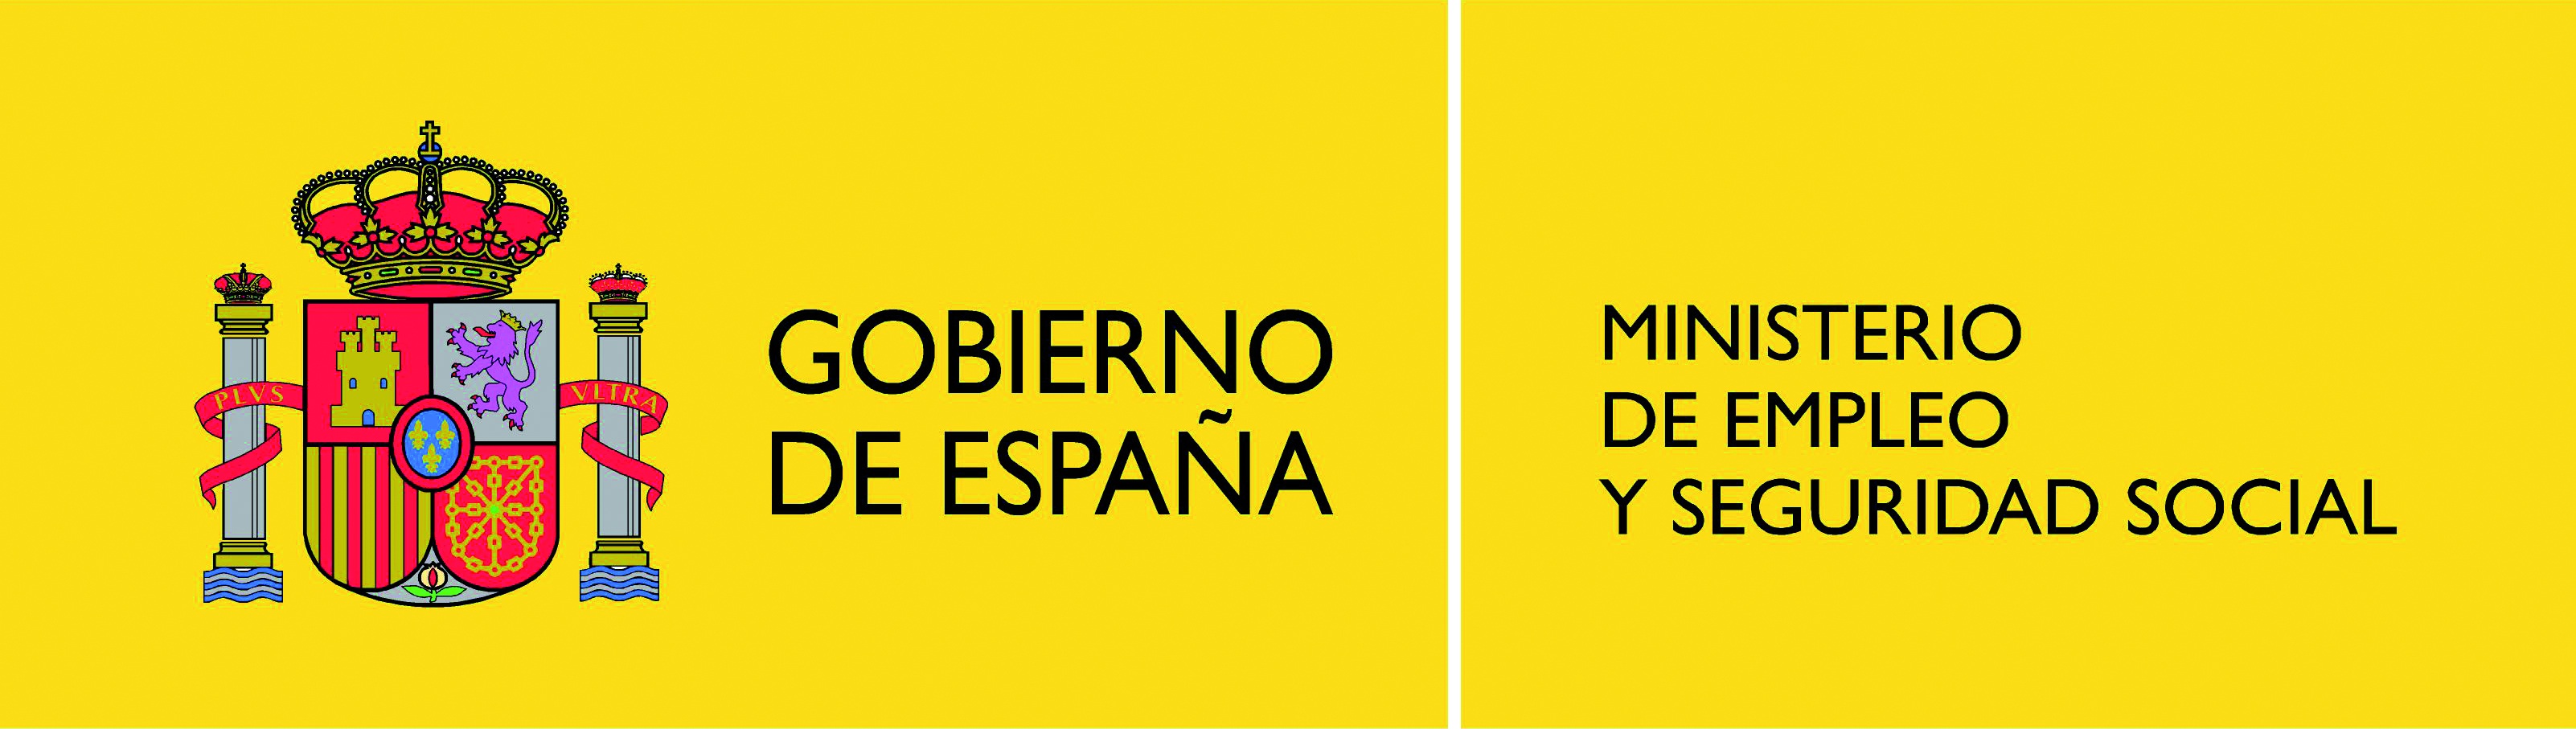 PLVS VLTRA
GOBIERNO
DE ESPAÑA
MINISTERIO
DE EMPLEO
Y SEGURIDAD SOCIAL